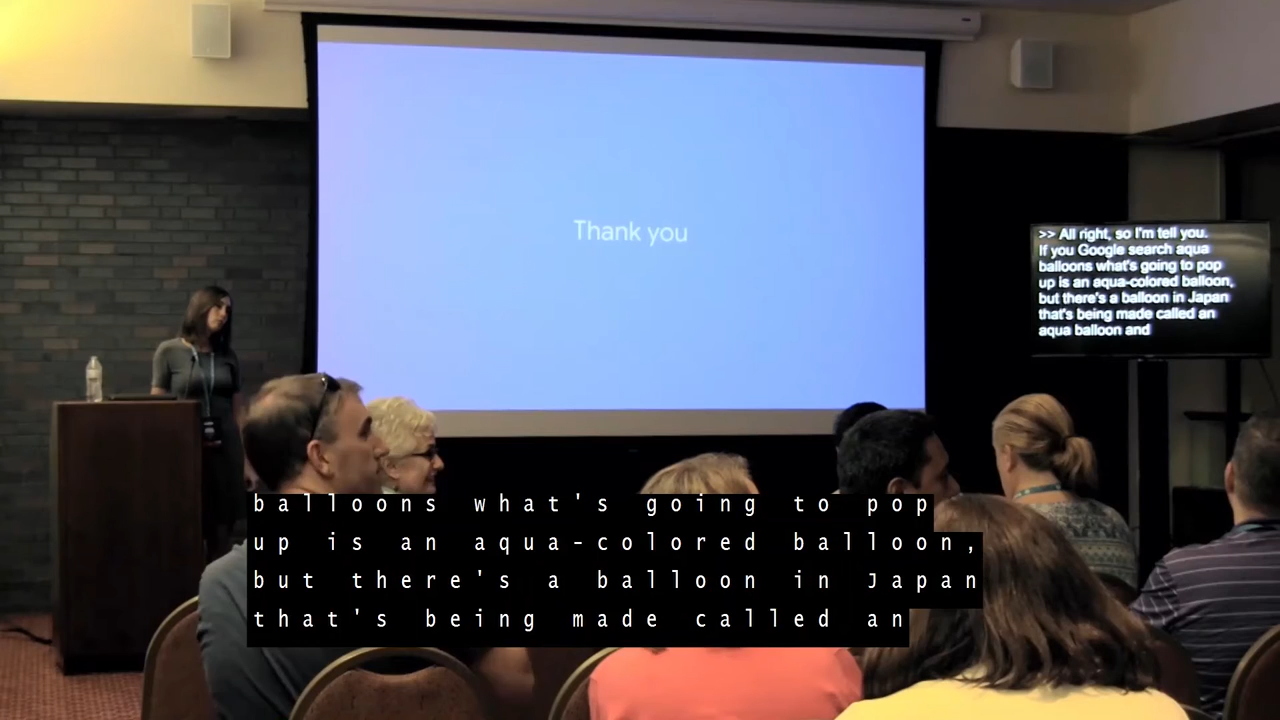 Thank you
>> All right, so I'm tell you.
If you Google search aqua
balloons what's going to pop
up is an aqua-colored balloon,
but there's a balloon in Japan
that's being made called an
aqua balloon and
balloons what's going to pop
up is an aqua-colored balloon,
but there's a balloon in Japan
that's being made called an